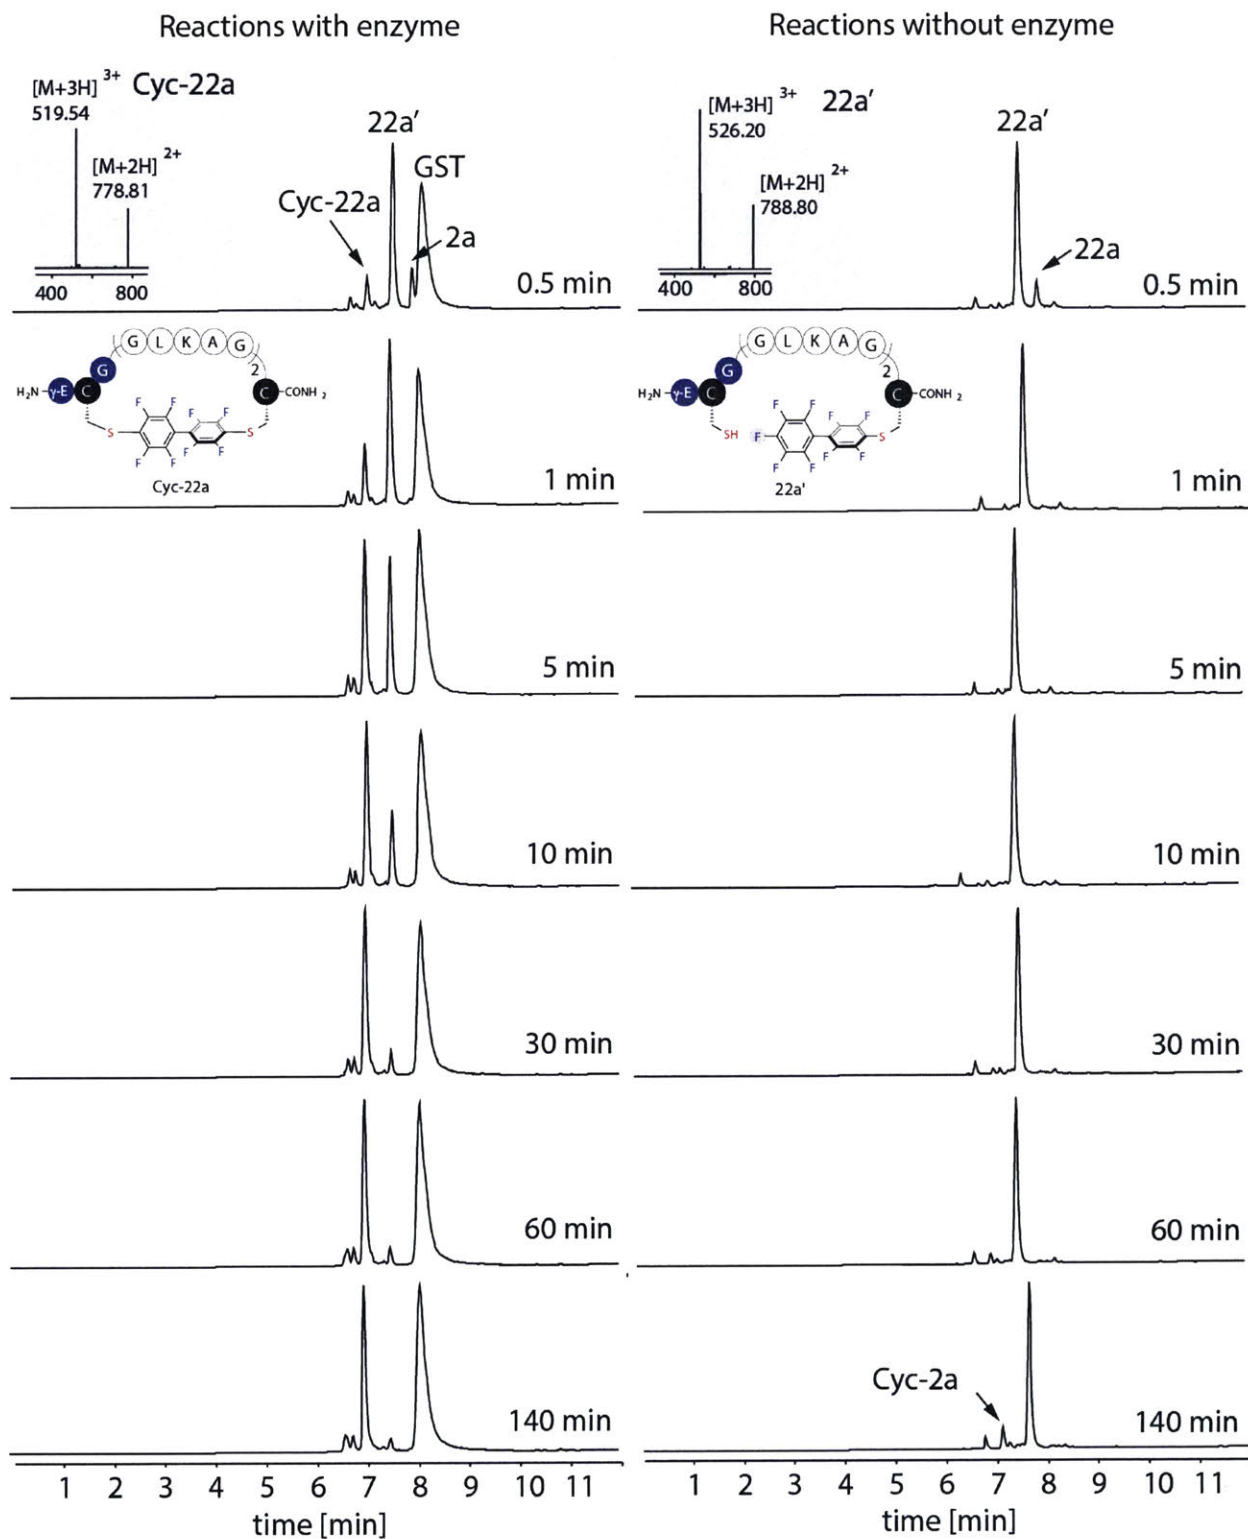 Reactions with enzyme
[M+3H] 3+ Cyc-22a
519.54
[M+2H] 2+
778.81
400 800
22a′
GST
Cyc-22a
2a
0.5 min
G L K A G
2
G
H2N γ-E C
C CONH 2
F F F F
S S
F F F F
Cyc-22a
1 min
5 min
10 min
30 min
60 min
140 min
1 2 3 4 5 6 7 8 9 10 11
time [min]
Reactions without enzyme
[M+3H] 3+ 22a′
526.20
[M+2H] 2+
788.80
400 800
22a′
22a
0.5 min
G L K A G
2
G
H2N γ-E C
C CONH 2
F F F F
SH F S
F F F F
22a′
1 min
5 min
10 min
30 min
60 min
Cyc-2a
140 min
1 2 3 4 5 6 7 8 9 10 11
time [min]